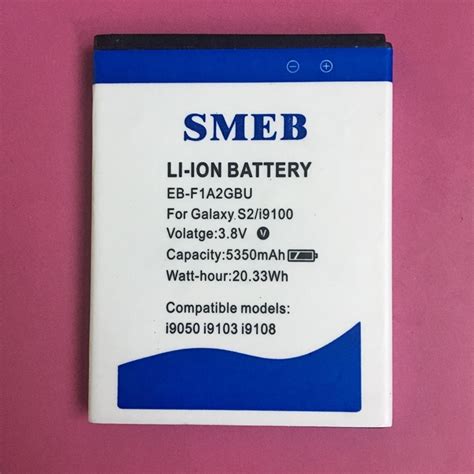 SMEB
LI-ION BATTERY
EB-F1A2GBU
For Galaxy.S2/i9100
Volatge:3.8V V
Capacity:5350mAh
Watt-hour:20.33Wh
Compatible models:
i9050 i9103 i9108